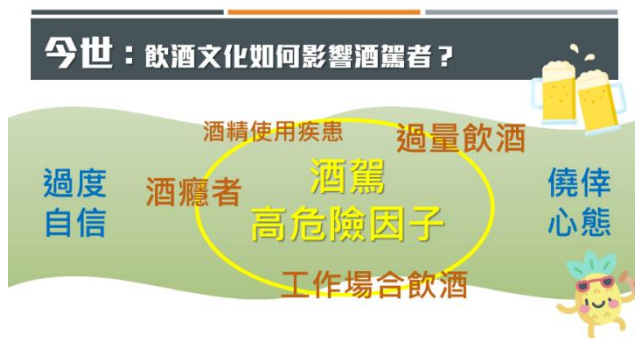 今世：飲酒文化如何影響酒駕者？
酒精使用疾患
過量飲酒
過度
自信
酒癮者
酒駕
高危險因子
僥倖
心態
工作場合飲酒